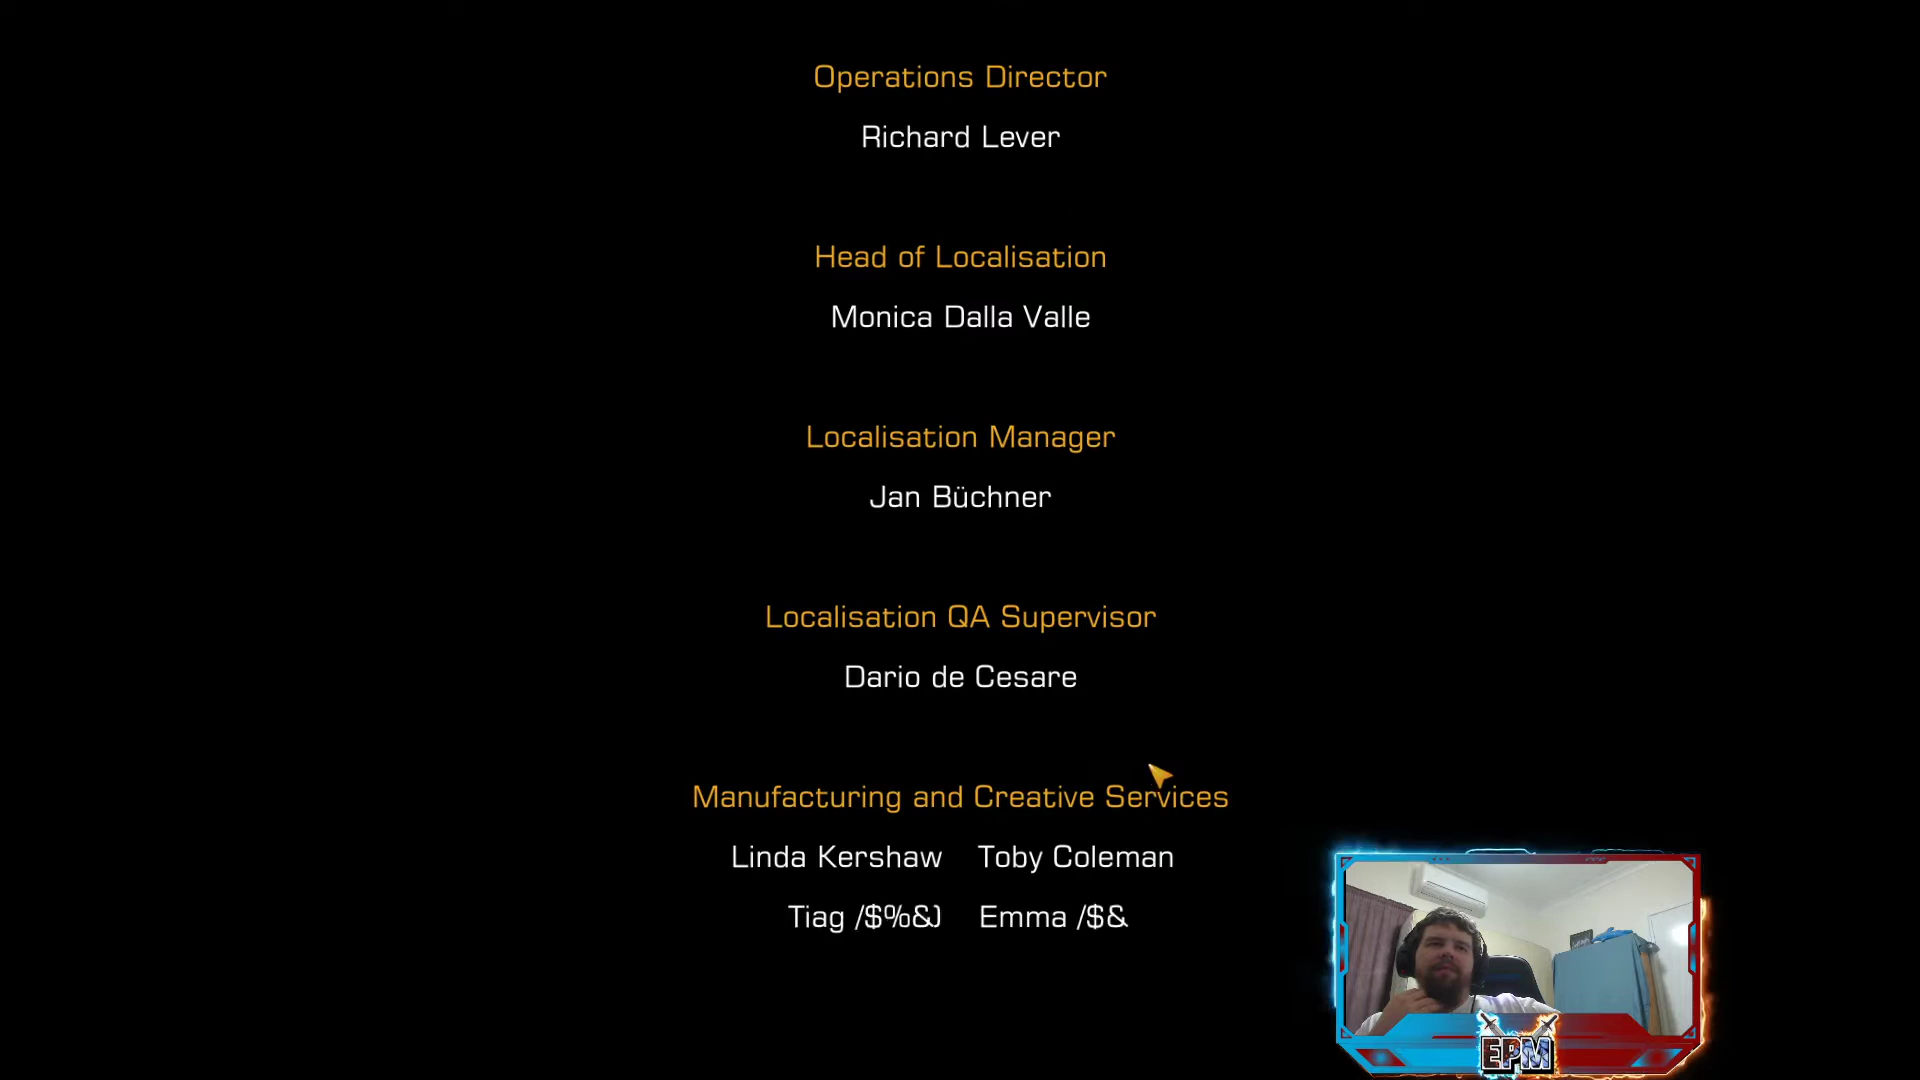 Operations Director
Richard Lever
Head of Localisation
Monica Dalla Valle
Localisation Manager
Jan Büchner
Localisation QA Supervisor
Dario de Cesare
Manufacturing and Creative Services
Linda Kershaw Toby Coleman
Tiag /$%&) Emma /$&
EPM